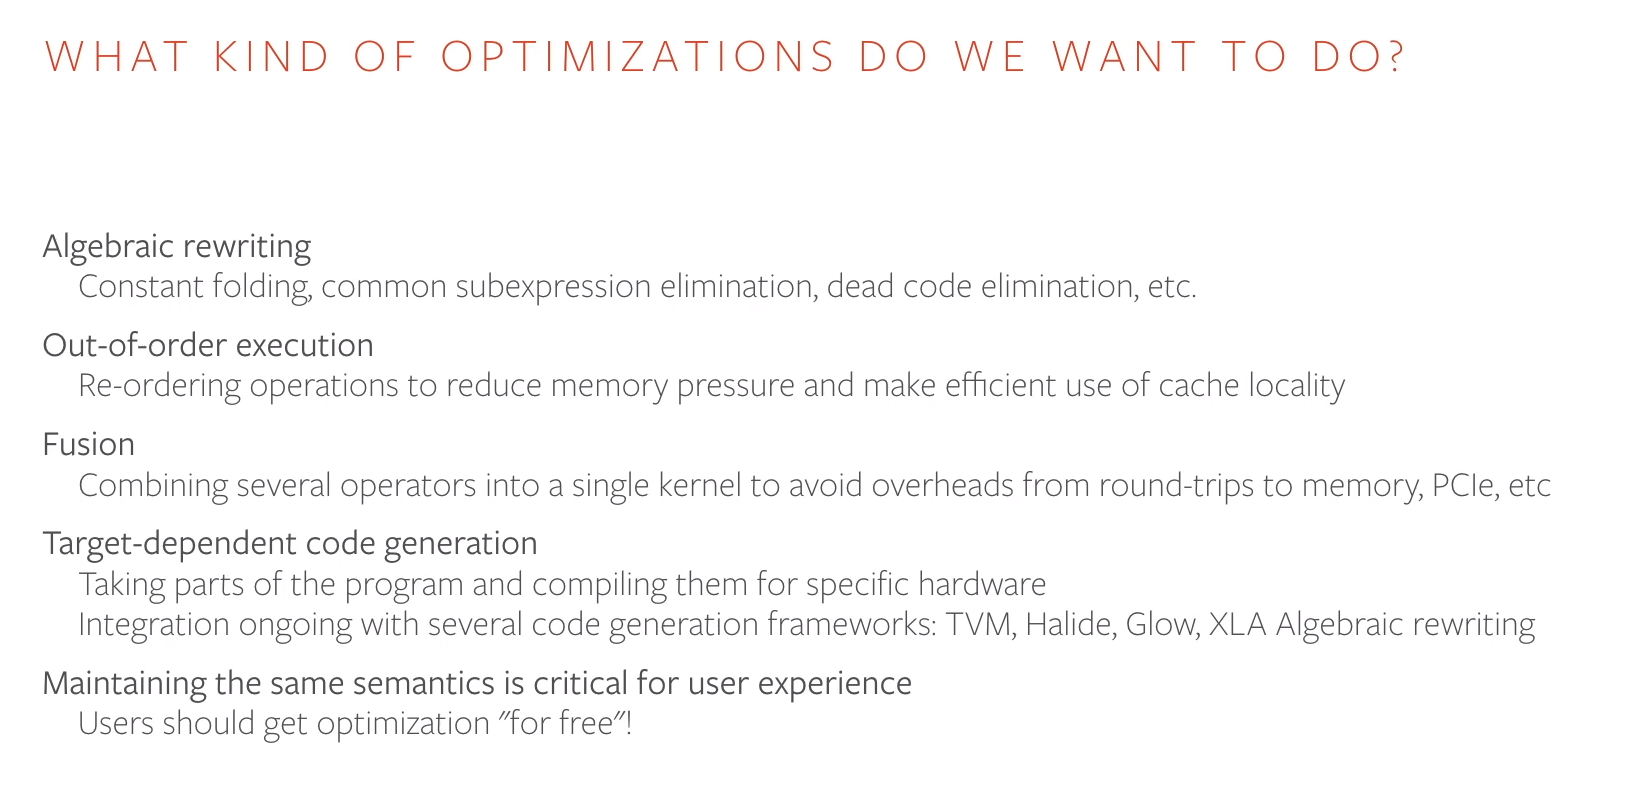 WHAT KIND OF OPTIMIZATIONS DO WE WANT TO DO?
Algebraic rewriting
Constant folding, common subexpression elimination, dead code elimination, etc.
Out-of-order execution
Re-ordering operations to reduce memory pressure and make efficient use of cache locality
Fusion
Combining several operators into a single kernel to avoid overheads from round-trips to memory, PCIe, etc
Target-dependent code generation
Taking parts of the program and compiling them for specific hardware
Integration ongoing with several code generation frameworks: TVM, Halide, Glow, XLA Algebraic rewriting
Maintaining the same semantics is critical for user experience
Users should get optimization "for free"!